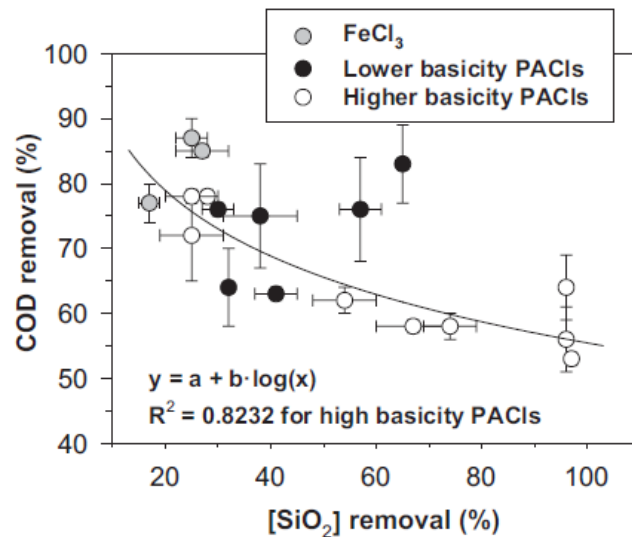 FeCl3
Lower basicity PACls
Higher basicity PACls
100
90
80
70
60
50
40
COD removal (%)
y = a + b·log(x)
R² = 0.8232 for high basicity PACls
20 40 60 80 100
[SiO2] removal (%)